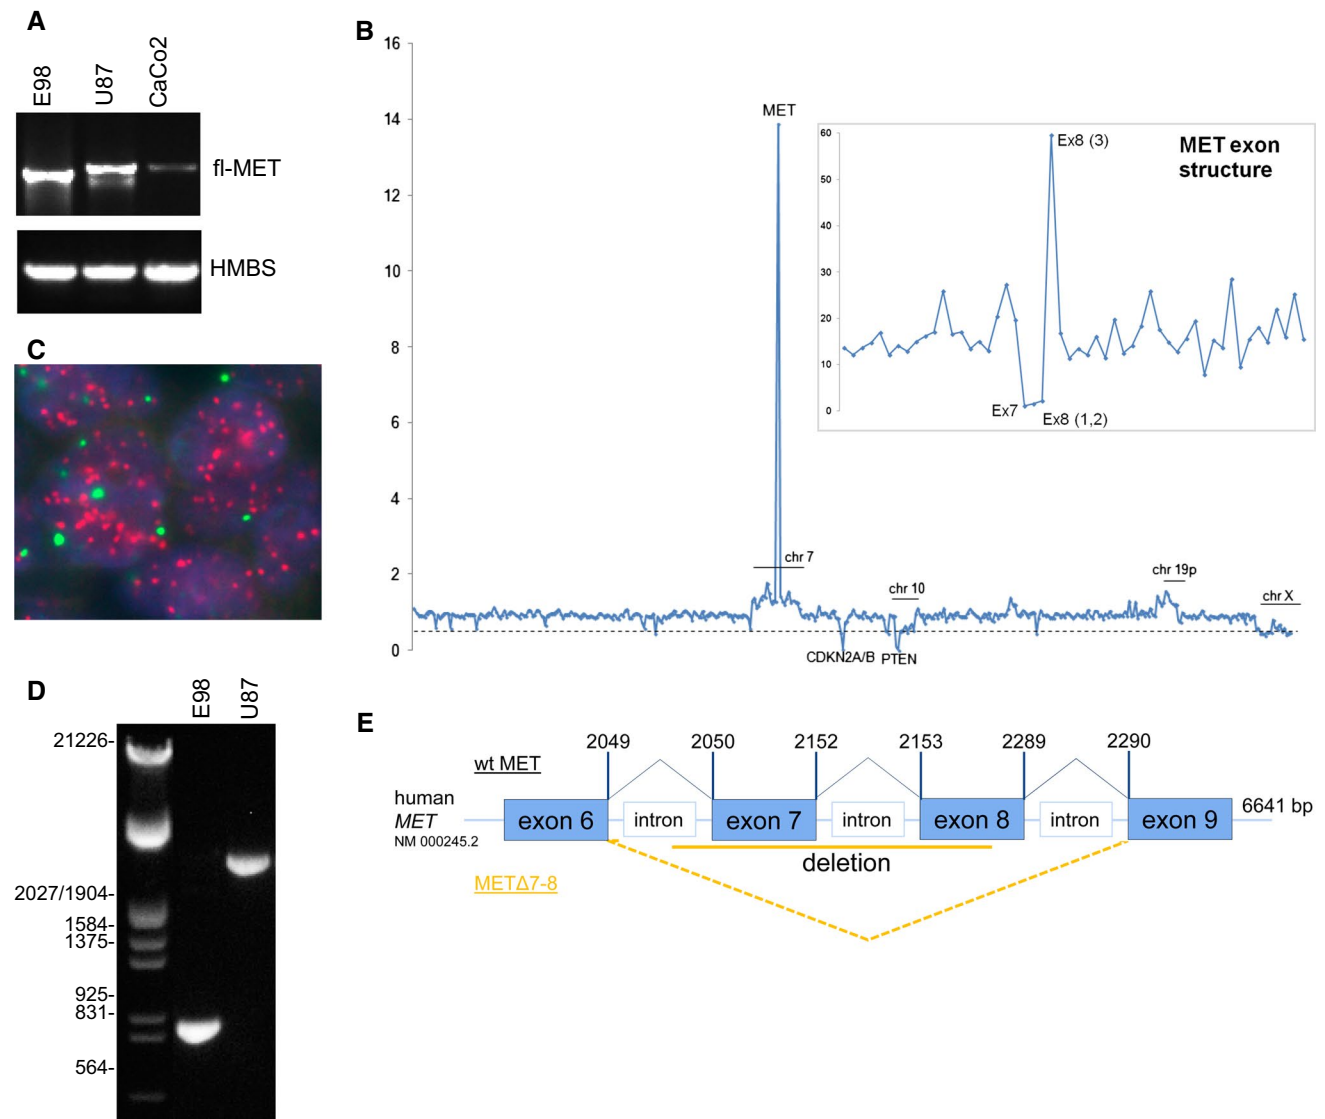 A
E98
U87
CaCo2
fl-MET
HMBS
B
16
14
12
10
8
6
4
2
0
MET
chr 7
CDKN2A/B
PTEN
chr 10
chr 19p
chr X
60
50
40
30
20
10
0
MET exon
structure
Ex8 (3)
Ex7
Ex8 (1,2)
C
D
E98
U87
21226-
2027/1904-
1584-
1375-
925-
831-
564-
E
2049
2050
2152
2153
2289
2290
wt MET
human
MET
NM 000245.2
exon 6
intron
exon 7
intron
exon 8
intron
exon 9
6641 bp
deletion
METΔ7-8